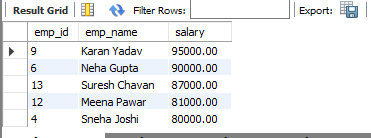 Result Grid Filter Rows: Export:
emp_id emp_name salary
9 Karan Yadav 95000.00
6 Neha Gupta 90000.00
13 Suresh Chavan 87000.00
12 Meena Pawar 81000.00
4 Sneha Joshi 80000.00